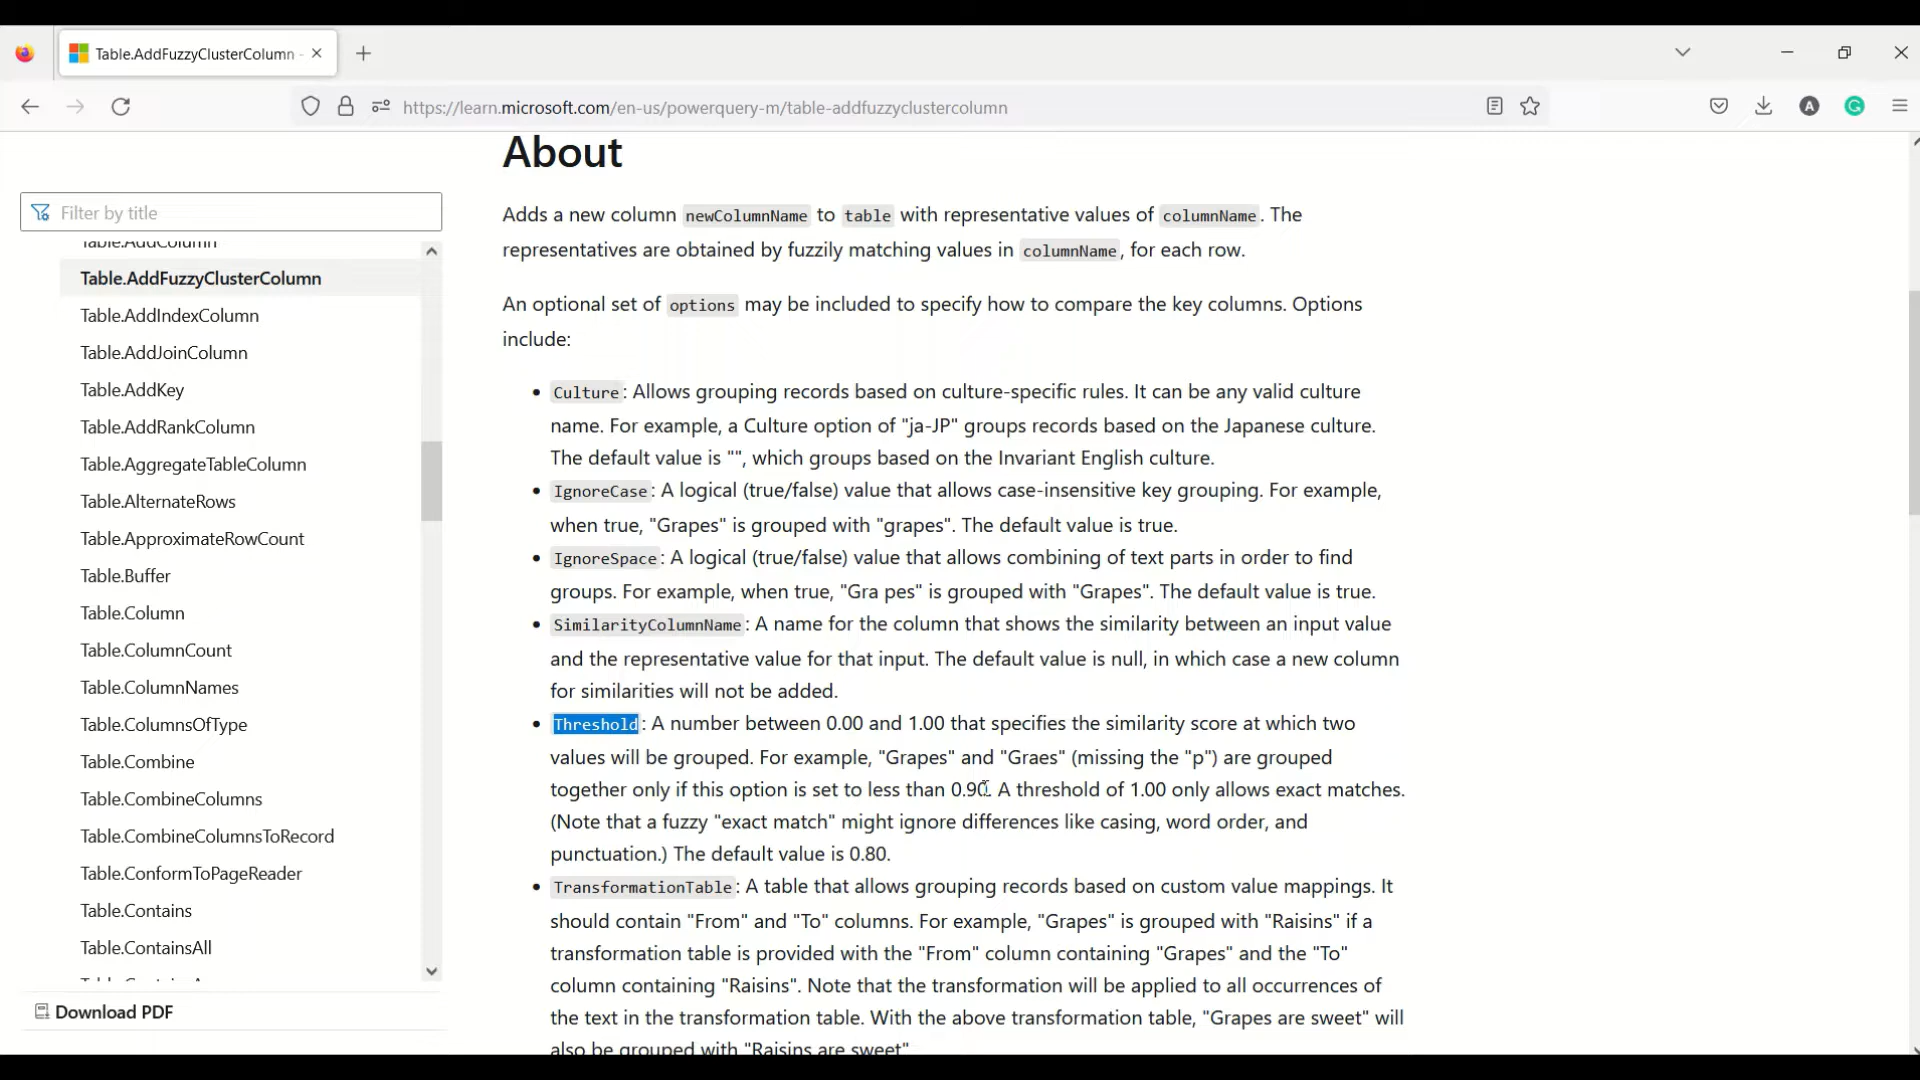 Table.AddFuzzyClusterColumn -
https://learn.microsoft.com/en-us/powerquery-m/table-addfuzzyclustercolumn
A
G
Filter by title
Table.AddColumn
Table.AddFuzzyClusterColumn
Table.AddIndexColumn
Table.AddJoinColumn
Table.AddKey
Table.AddRankColumn
Table.AggregateTableColumn
Table.AlternateRows
Table.ApproximateRowCount
Table.Buffer
Table.Column
Table.ColumnCount
Table.ColumnNames
Table.ColumnsOfType
Table.Combine
Table.CombineColumns
Table.CombineColumnsToRecord
Table.ConformToPageReader
Table.Contains
Table.ContainsAll
Download PDF
About
Adds a new column newColumnName to table with representative values of columnName. The
representatives are obtained by fuzzily matching values in columnName, for each row.
An optional set of options may be included to specify how to compare the key columns. Options
include:
• Culture: Allows grouping records based on culture-specific rules. It can be any valid culture
name. For example, a Culture option of "ja-JP" groups records based on the Japanese culture.
The default value is "", which groups based on the Invariant English culture.
• IgnoreCase: A logical (true/false) value that allows case-insensitive key grouping. For example,
when true, "Grapes" is grouped with "grapes". The default value is true.
• IgnoreSpace: A logical (true/false) value that allows combining of text parts in order to find
groups. For example, when true, "Gra pes" is grouped with "Grapes". The default value is true.
• SimilarityColumnName: A name for the column that shows the similarity between an input value
and the representative value for that input. The default value is null, in which case a new column
for similarities will not be added.
• Threshold: A number between 0.00 and 1.00 that specifies the similarity score at which two
values will be grouped. For example, "Grapes" and "Graes" (missing the "p") are grouped
together only if this option is set to less than 0.90. A threshold of 1.00 only allows exact matches.
(Note that a fuzzy "exact match" might ignore differences like casing, word order, and
punctuation.) The default value is 0.80.
• TransformationTable: A table that allows grouping records based on custom value mappings. It
should contain "From" and "To" columns. For example, "Grapes" is grouped with "Raisins" if a
transformation table is provided with the "From" column containing "Grapes" and the "To"
column containing "Raisins". Note that the transformation will be applied to all occurrences of
the text in the transformation table. With the above transformation table, "Grapes are sweet" will
also be grouped with "Raisins are sweet"